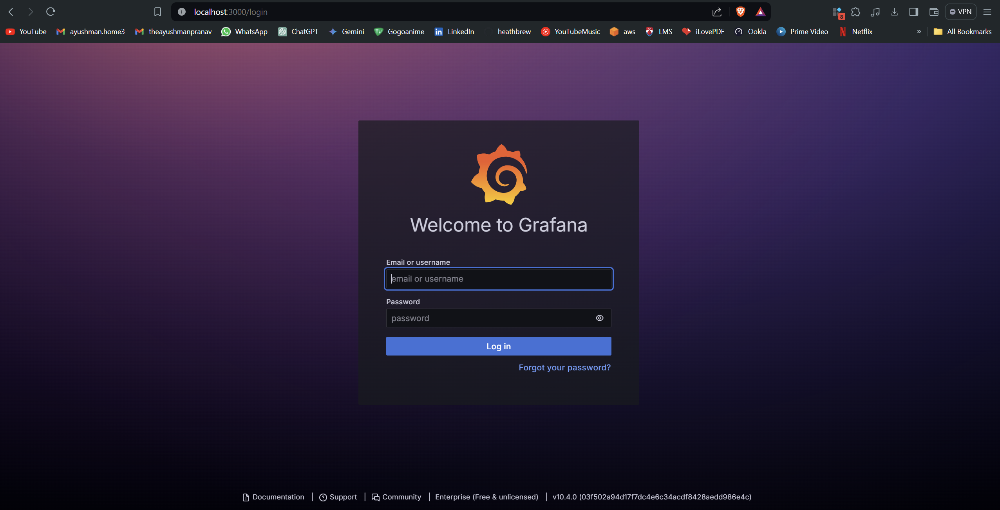 localhost:3000/login
8
VPN
YouTube ayushman.home3 theayushmanpranav WhatsApp ChatGPT Gemini Gogoanime LinkedIn heathbrew YouTubeMusic aws LMS iLovePDF Ookla Prime Video Netflix » All Bookmarks
Welcome to Grafana
Email or username
email or username
Password
password
Log in
Forgot your password?
Documentation | Support | Community | Enterprise (Free & unlicensed) | v10.4.0 (03f502a94d17f7dc4e6c34acdf8428aedd986e4c)